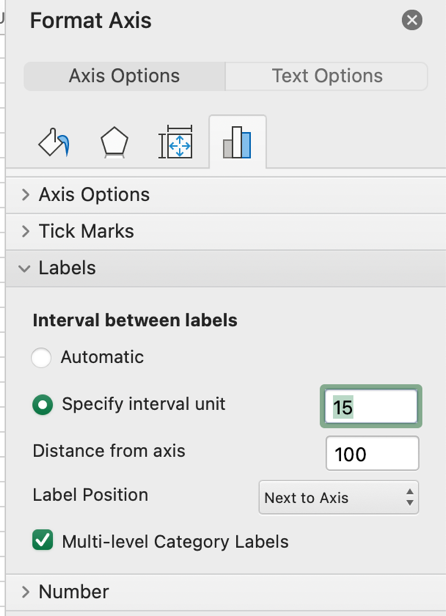 Format Axis
Axis Options
Text Options
Axis Options
Tick Marks
Labels
Interval between labels
Automatic
Specify interval unit 15
Distance from axis 100
Label Position Next to Axis
Multi-level Category Labels
Number